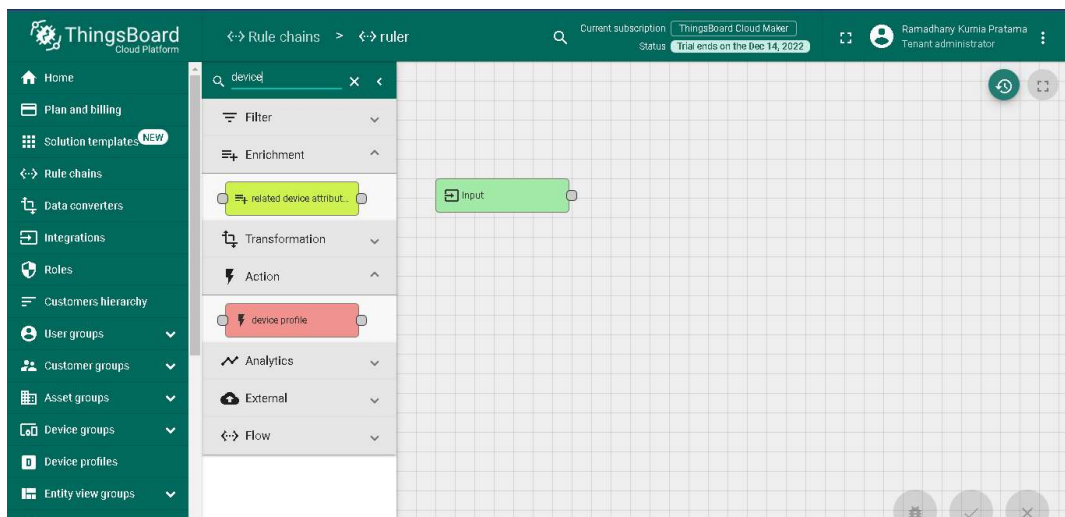 ThingsBoard
Cloud Platform
Rule chains > ruler
Current subscription ThingsBoard Cloud Maker
Status Trial ends on the Dec 14, 2022
Ramadhany Kurnia Pratama
Tenant administrator
Home
Plan and billing
Solution templates NEW
Rule chains
Data converters
Integrations
Roles
Customers hierarchy
User groups
Customer groups
Asset groups
Device groups
Device profiles
Entity view groups
device
Filter
Enrichment
related device attribut...
Transformation
Action
device profile
Analytics
External
Flow
Input